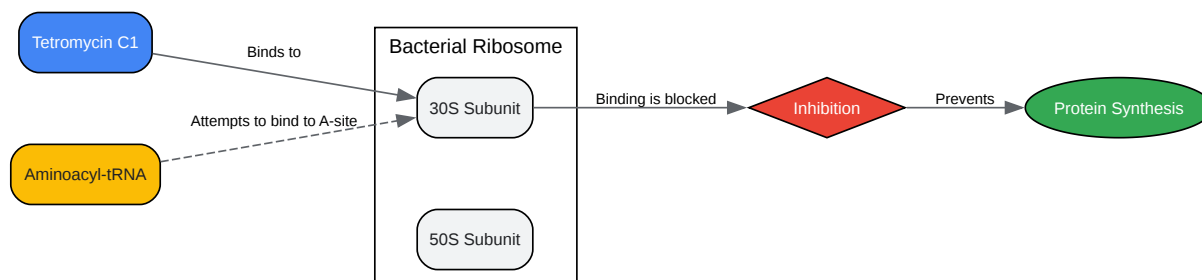 Tetromycin C1
Binds to
Bacterial Ribosome
30S Subunit
Attempts to bind to A-site
Aminoacyl-tRNA
50S Subunit
Binding is blocked
Inhibition
Prevents
Protein Synthesis